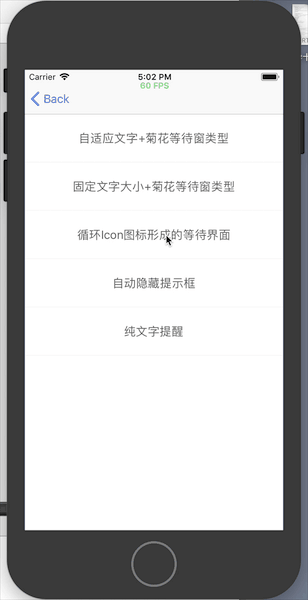 Carrier 5:02 PM
60 FPS
Back
自适应文字+菊花等待窗类型
固定文字大小+菊花等待窗类型
循环Icon图标形成的等待界面
自动隐藏提示框
纯文字提醒